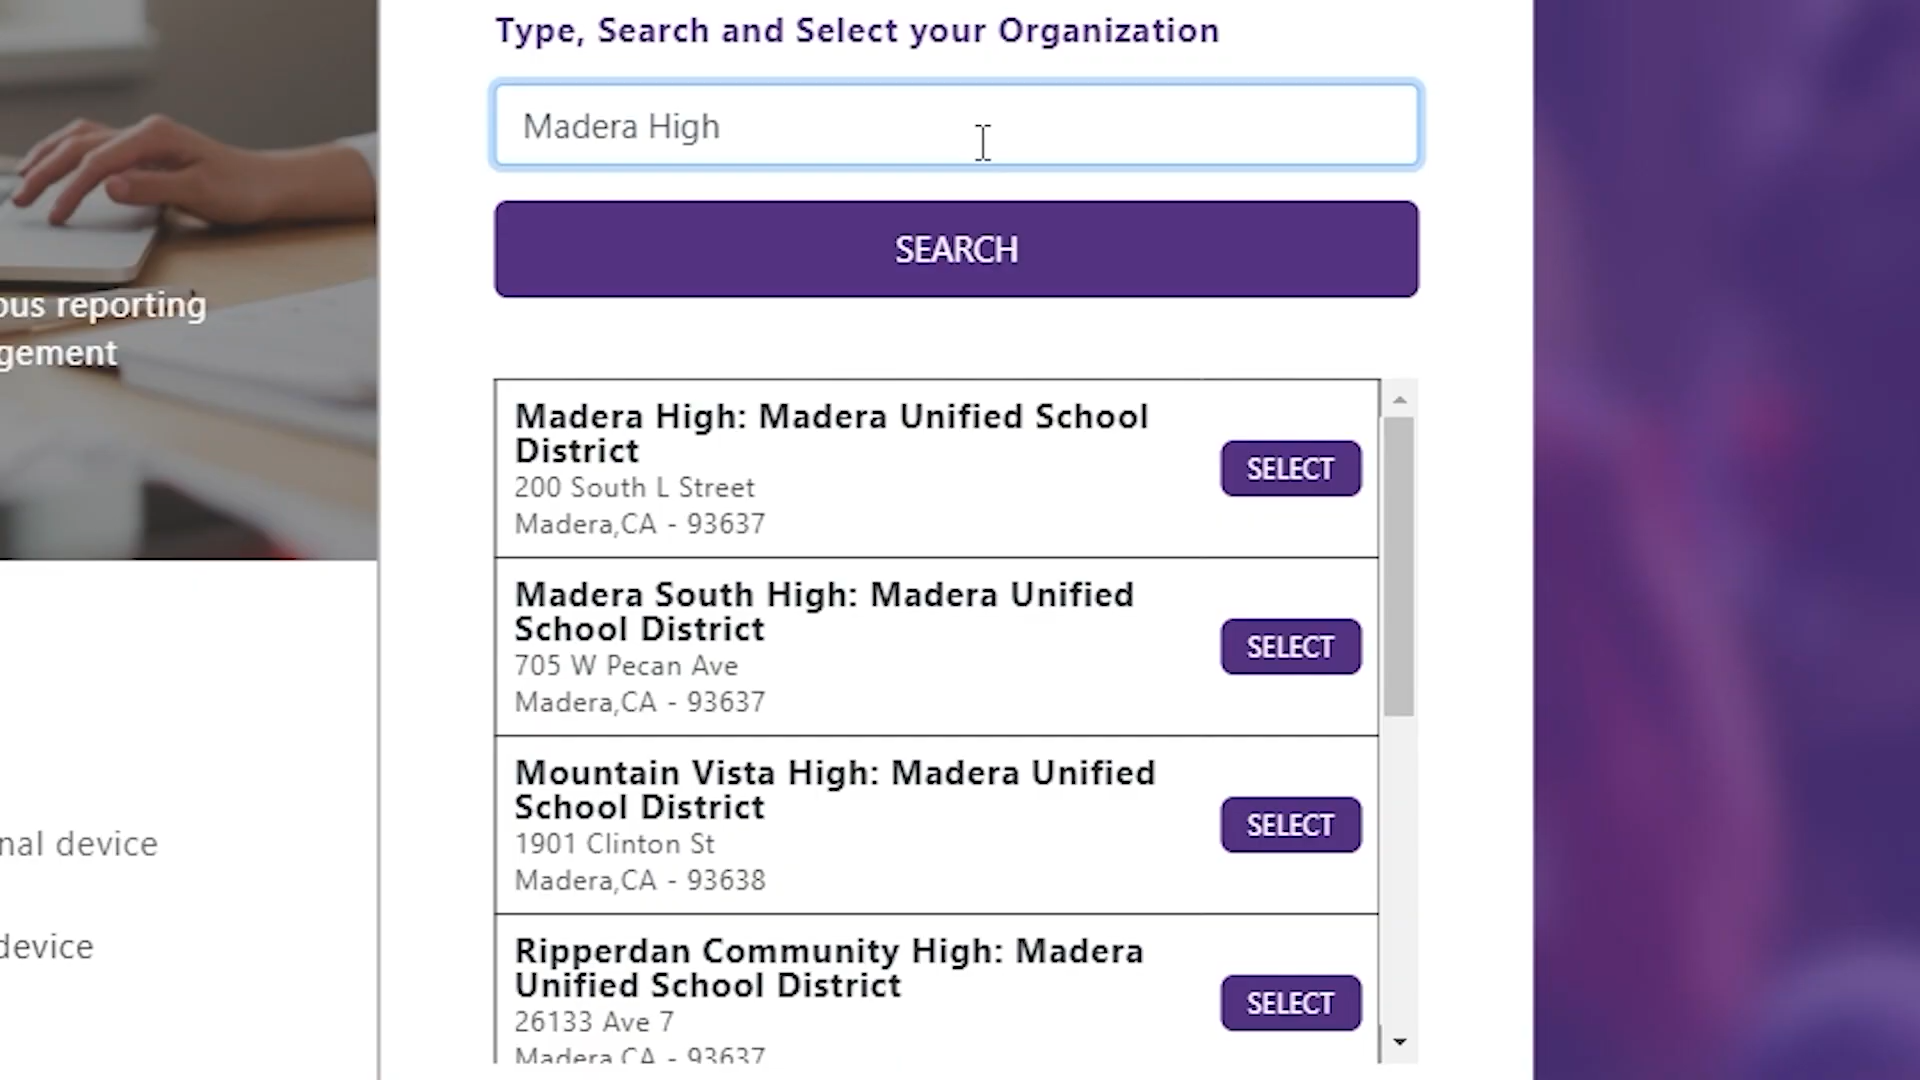 Type, Search and Select your Organization
Madera High
SEARCH
ous reporting
gement
Madera High: Madera Unified School
District
200 South L Street
Madera,CA - 93637
SELECT
Madera South High: Madera Unified
School District
705 W Pecan Ave
Madera,CA - 93637
SELECT
Mountain Vista High: Madera Unified
School District
1901 Clinton St
Madera,CA - 93638
SELECT
Ripperdan Community High: Madera
Unified School District
26133 Ave 7
Madera,CA - 93637
SELECT
nal device
device